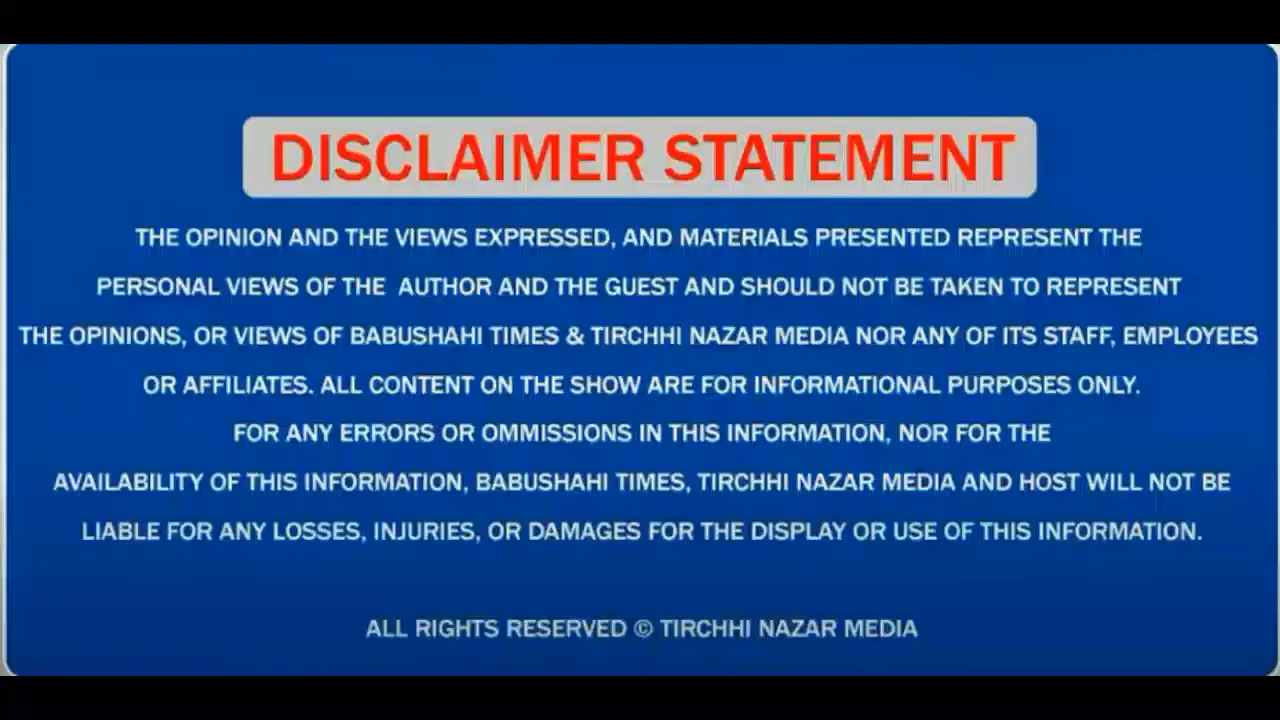 DISCLAIMER STATEMENT
THE OPINION AND THE VIEWS EXPRESSED, AND MATERIALS PRESENTED REPRESENT THE
PERSONAL VIEWS OF THE AUTHOR AND THE GUEST AND SHOULD NOT BE TAKEN TO REPRESENT
THE OPINIONS, OR VIEWS OF BABUSHAHI TIMES & TIRCHHI NAZAR MEDIA NOR ANY OF ITS STAFF, EMPLOYEES
OR AFFILIATES. ALL CONTENT ON THE SHOW ARE FOR INFORMATIONAL PURPOSES ONLY.
FOR ANY ERRORS OR OMMISSIONS IN THIS INFORMATION, NOR FOR THE
AVAILABILITY OF THIS INFORMATION, BABUSHAHI TIMES, TIRCHHI NAZAR MEDIA AND HOST WILL NOT BE
LIABLE FOR ANY LOSSES, INJURIES, OR DAMAGES FOR THE DISPLAY OR USE OF THIS INFORMATION.
ALL RIGHTS RESERVED © TIRCHHI NAZAR MEDIA